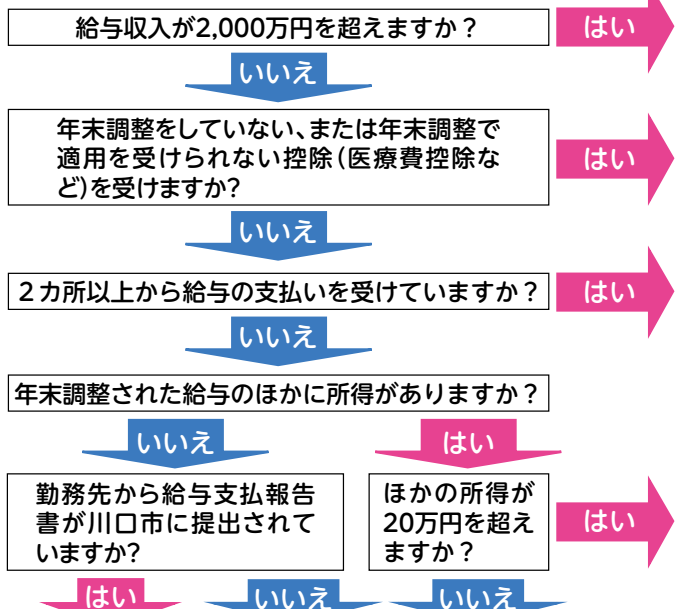 給与収入が2,000万円を超えますか？
はい
いいえ
年末調整をしていない、または年末調整で
適用を受けられない控除（医療費控除な
ど）を受けますか?
はい
いいえ
２カ所以上から給与の支払いを受けていますか？
はい
いいえ
年末調整された給与のほかに所得がありますか？
いいえ
はい
勤務先から給与支払報告
書が川口市に提出されて
いますか?
ほかの所得が
20万円を超え
ますか？
はい
はい
いいえ
いいえ